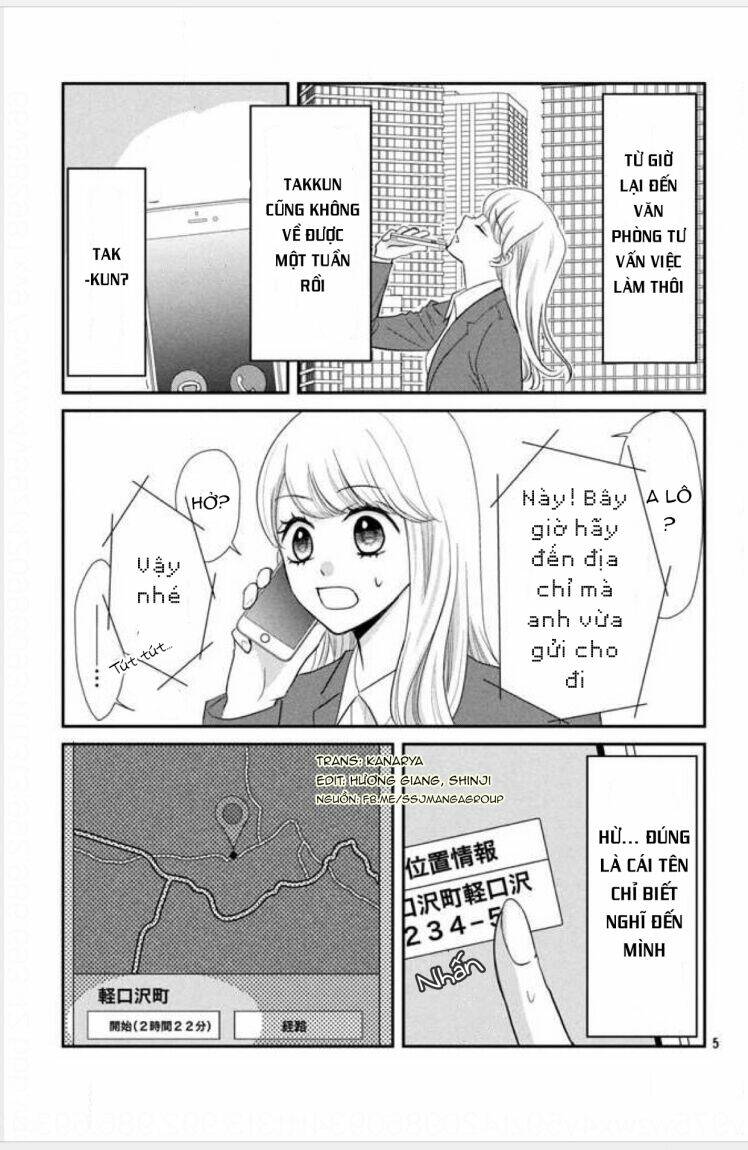 TỪ GIỜ
LẠI ĐẾN
VĂN
PHÒNG TƯ
VẤN VIỆC
LÀM THÔI
TAKKUN
CŨNG KHÔNG
VỀ ĐƯỢC
MỘT TUẦN
RỒI
TAK
-KUN?
A LÔ
?
Này! Bây
giờ hãy
đến địa
chỉ mà
anh vừa
gửi cho
đi
HỞ?
Vậy
nhé
Tút tút...
......
TRANS: KANARYA
EDIT: HƯƠNG GIANG, SHINJI
NGUỒN: FB.ME/SSJMANGAGROUP
HỪ... ĐÚNG
LÀ CÁI TÊN
CHỈ BIẾT
NGHĨ ĐẾN
MÌNH
位置情報
口沢町軽口沢
234-5
Nhấn
軽口沢町
開始(2時間22分)
経路
5